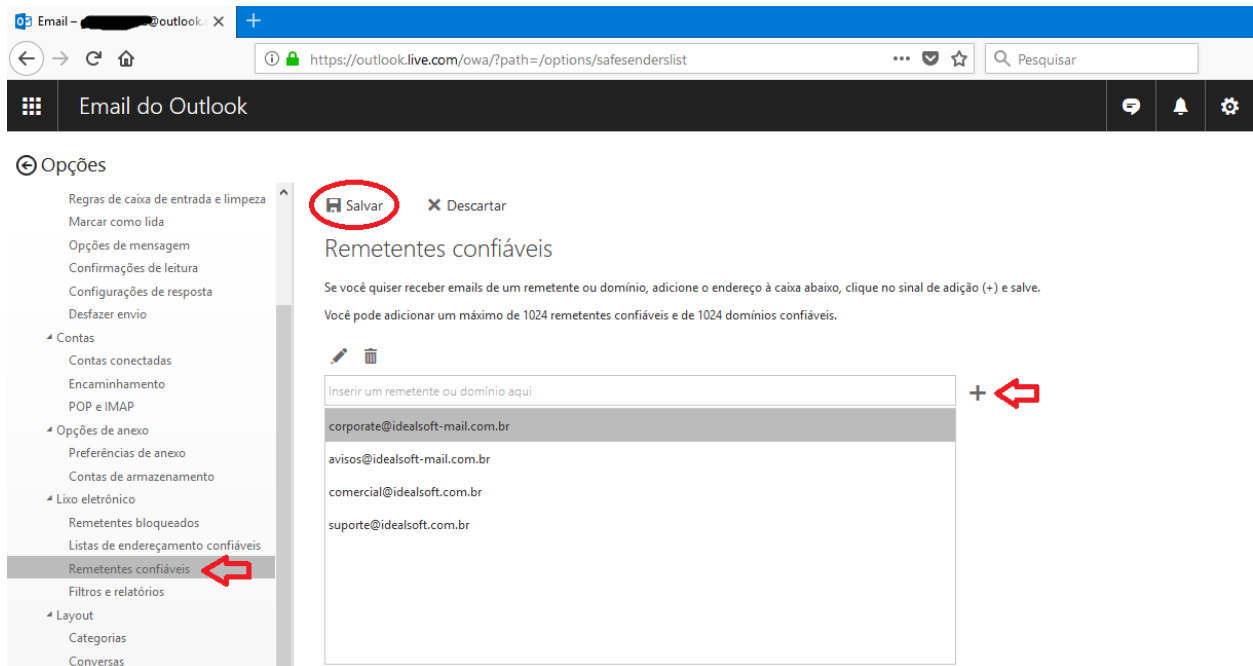 Email – @outlook.
https://outlook.live.com/owa/?path=/options/safesenderslist
Pesquisar
Email do Outlook
Opções
Regras de caixa de entrada e limpeza
Marcar como lida
Opções de mensagem
Confirmações de leitura
Configurações de resposta
Desfazer envio
Contas
Contas conectadas
Encaminhamento
POP e IMAP
Opções de anexo
Preferências de anexo
Contas de armazenamento
Lixo eletrônico
Remetentes bloqueados
Listas de endereçamento confiáveis
Remetentes confiáveis
Filtros e relatórios
Layout
Categorias
Conversas
Salvar
Descartar
Remetentes confiáveis
Se você quiser receber emails de um remetente ou domínio, adicione o endereço à caixa abaixo, clique no sinal de adição (+) e salve.
Você pode adicionar um máximo de 1024 remetentes confiáveis e de 1024 domínios confiáveis.
Inserir um remetente ou domínio aqui
corporate@idealsoft-mail.com.br
avisos@idealsoft-mail.com.br
comercial@idealsoft.com.br
suporte@idealsoft.com.br